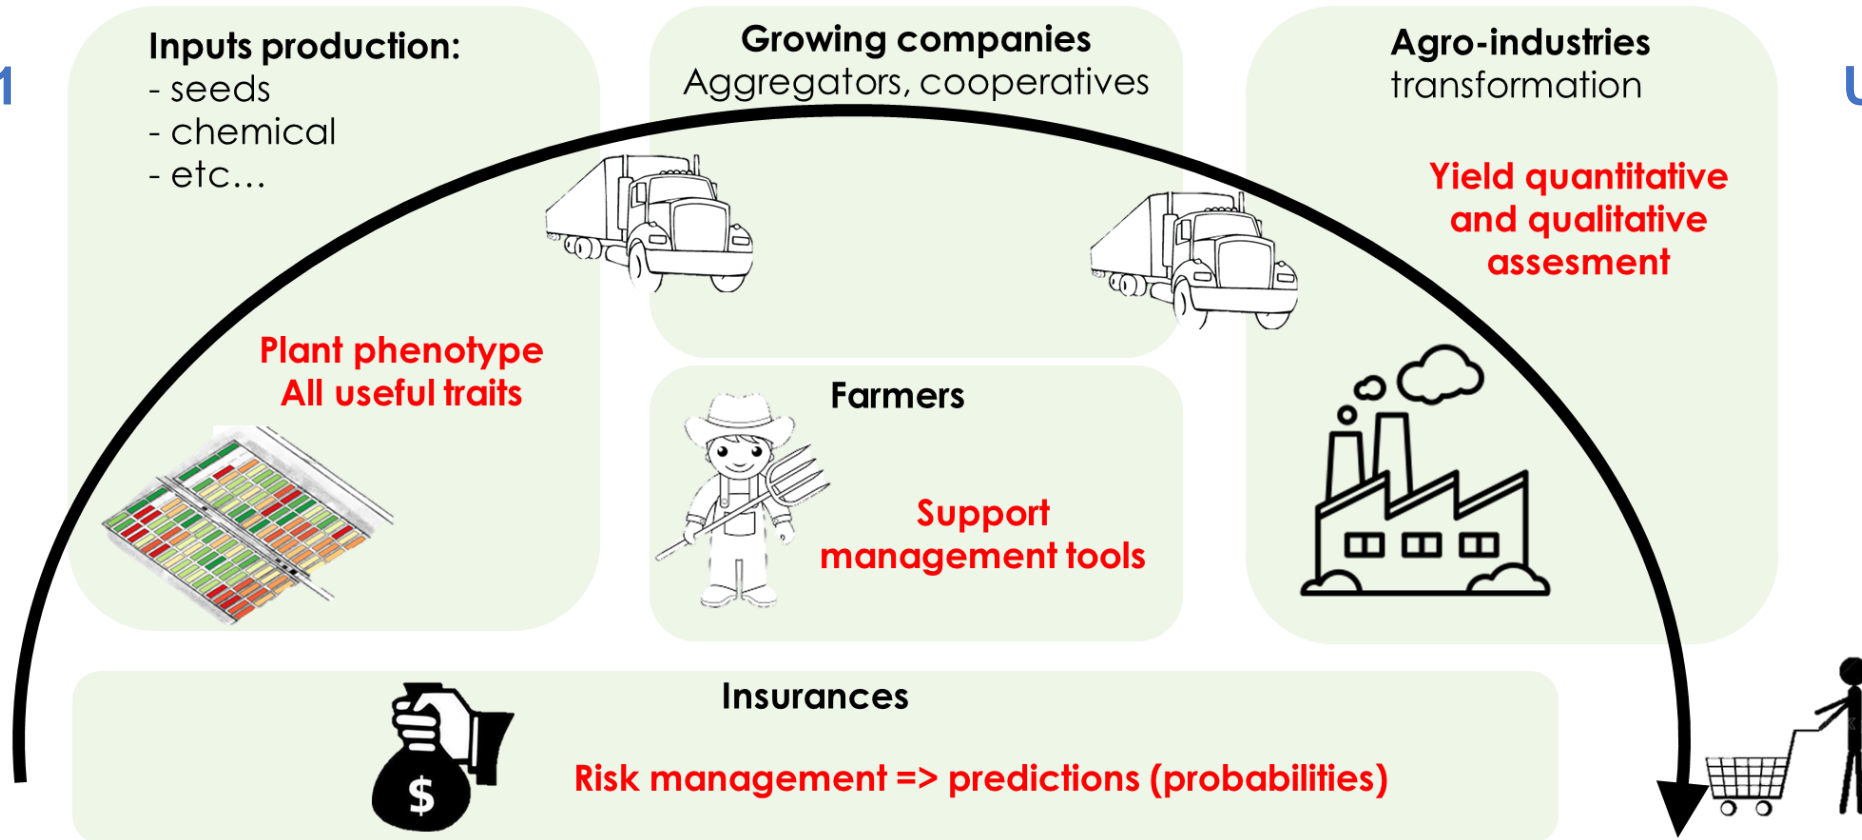 Inputs production:
- seeds
- chemical
- etc...
Growing companies
Aggregators, cooperatives
Agro-industries
transformation
Yield quantitative
and qualitative
assesment
Plant phenotype
All useful traits
Farmers
Support
management tools
Insurances
Risk management => predictions (probabilities)
$
1